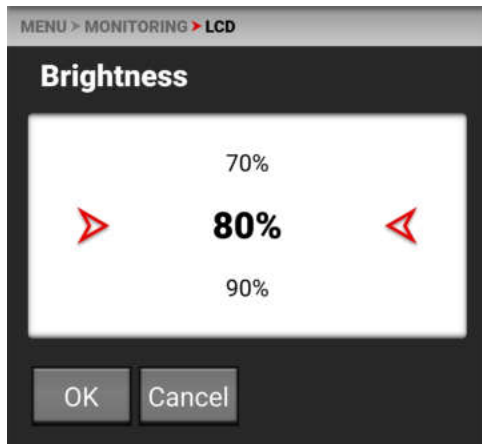 MENU > MONITORING > LCD
Brightness
70%
80%
90%
OK Cancel